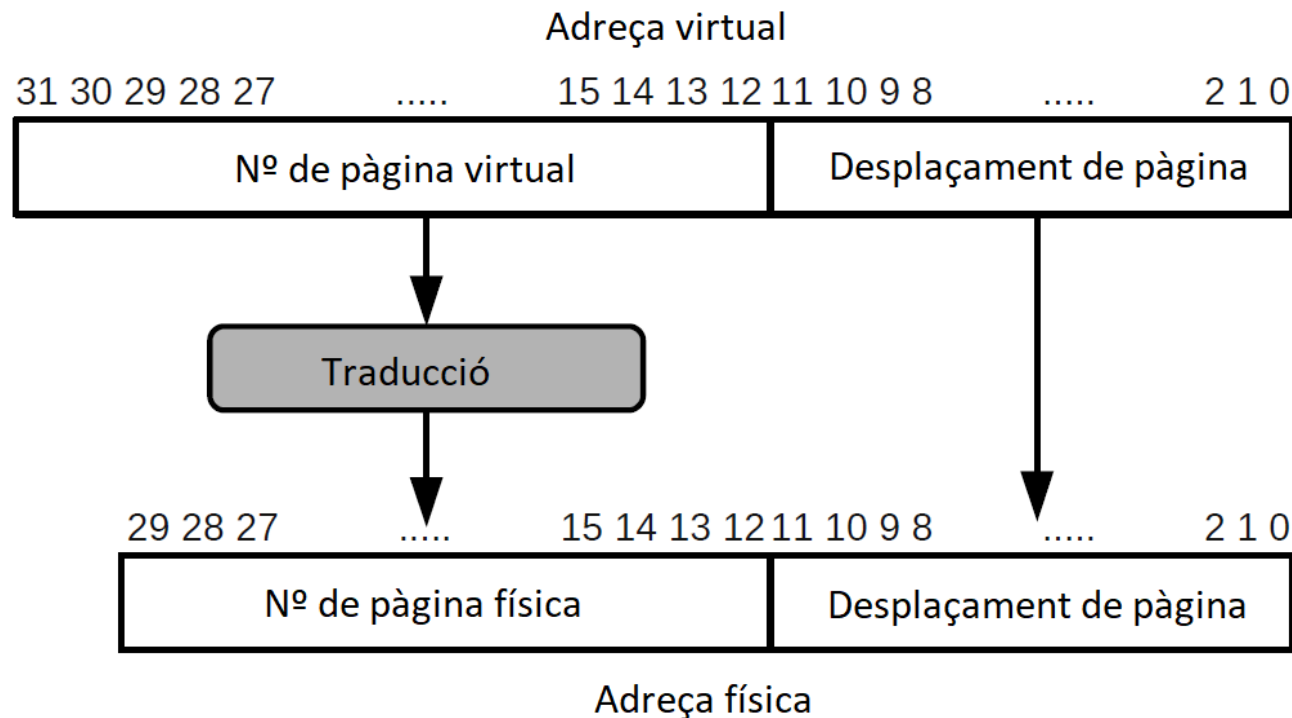 Adreça virtual
31 30 29 28 27 ..... 15 14 13 12 11 10 9 8 ..... 2 1 0
Nº de pàgina virtual Desplaçament de pàgina
Traducció
29 28 27 ..... 15 14 13 12 11 10 9 8 ..... 2 1 0
Nº de pàgina física Desplaçament de pàgina
Adreça física